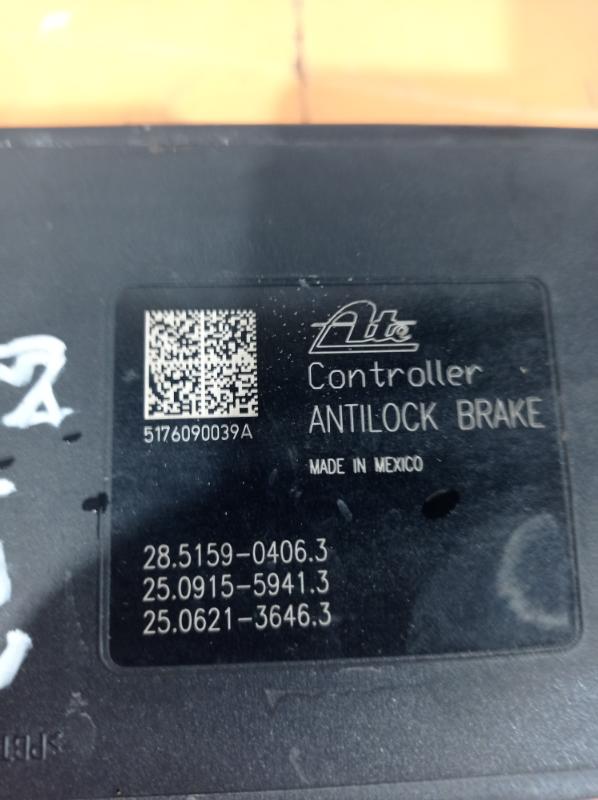 Ate
Controller
ANTILOCK BRAKE
5176090039A
MADE IN MEXICO
28.5159-0406.3
25.0915-5941.3
25.0621-3646.3